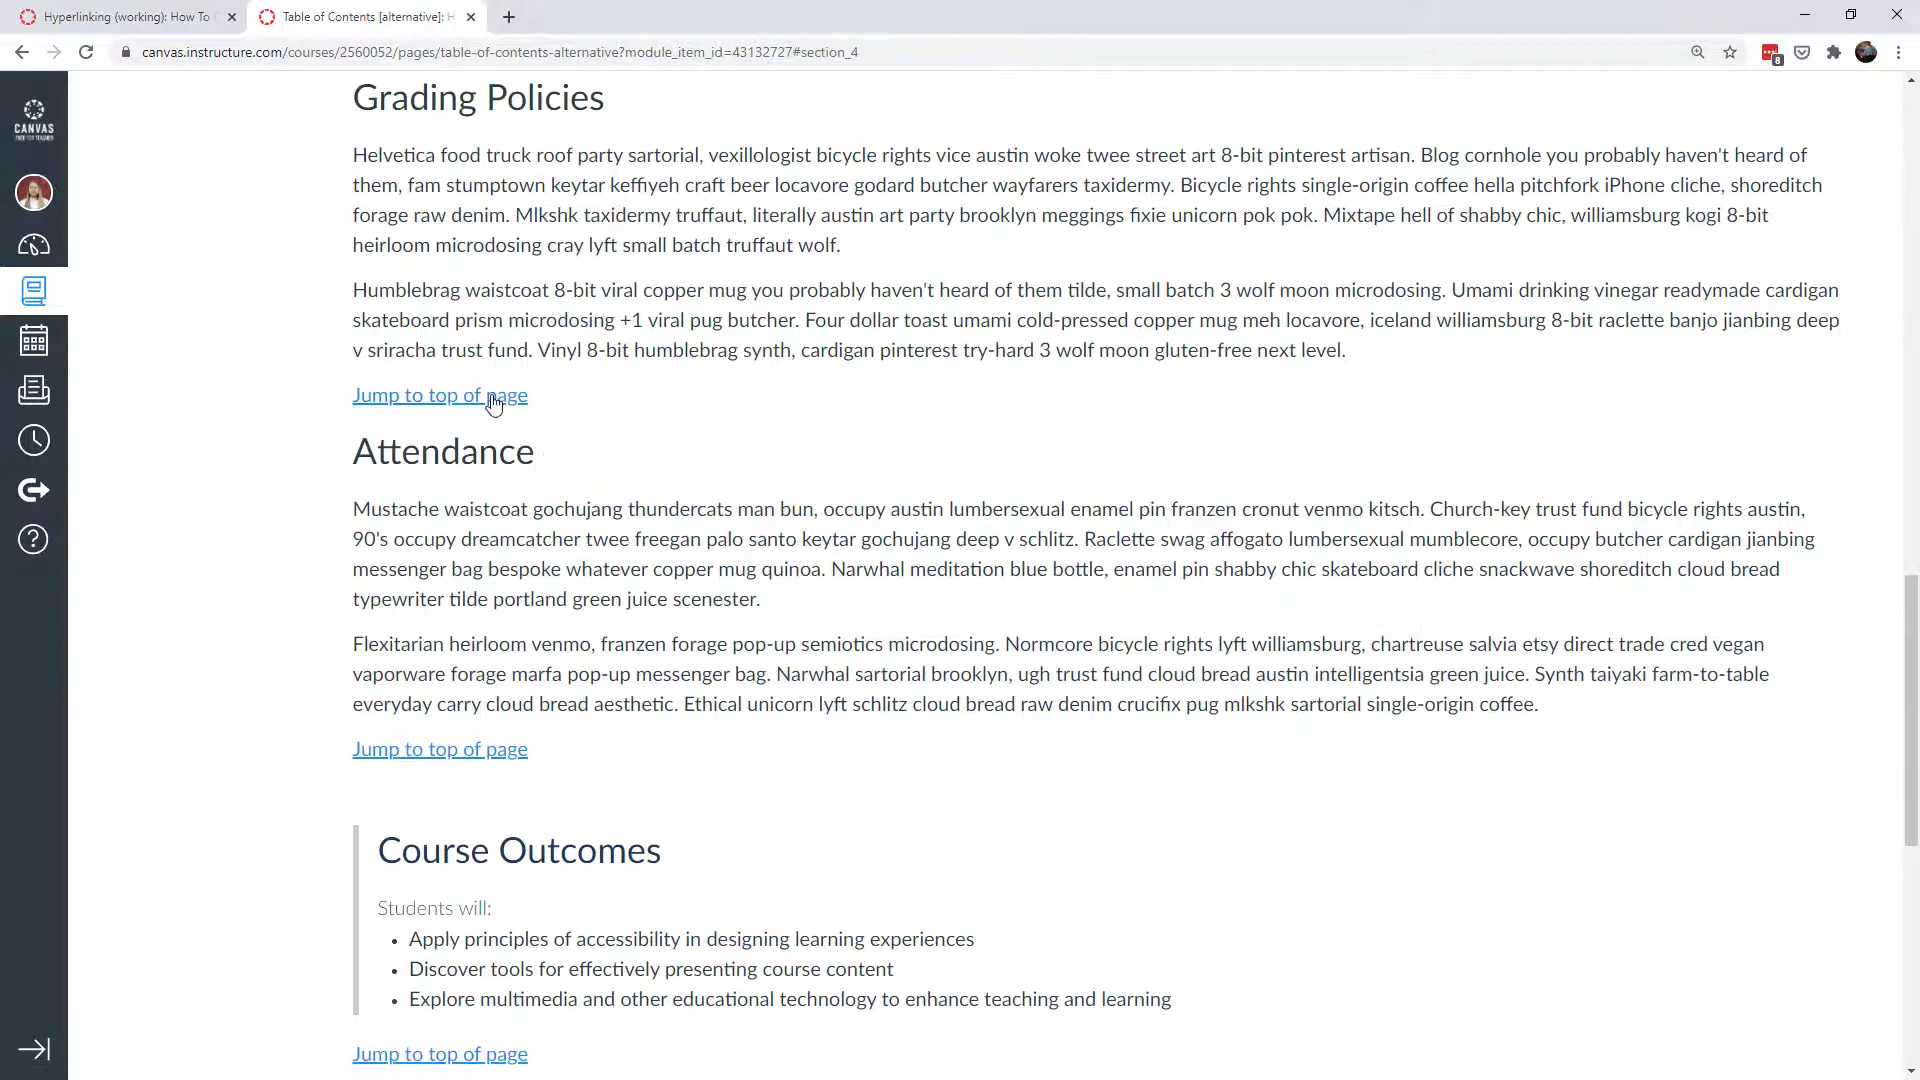 Hyperlinking (working): How To
Table of Contents [alternative]: H
canvas.instructure.com/courses/2560052/pages/table-of-contents-alternative?module_item_id=43132727#section_4
8
CANVAS
Grading Policies
Helvetica food truck roof party sartorial, vexillologist bicycle rights vice austin woke twee street art 8-bit pinterest artisan. Blog cornhole you probably haven't heard of
them, fam stumptown keytar keffiyeh craft beer locavore godard butcher wayfarers taxidermy. Bicycle rights single-origin coffee hella pitchfork iPhone cliche, shoreditch
forage raw denim. Mlkshk taxidermy truffaut, literally austin art party brooklyn meggings fixie unicorn pok pok. Mixtape hell of shabby chic, williamsburg kogi 8-bit
heirloom microdosing cray lyft small batch truffaut wolf.
Humblebrag waistcoat 8-bit viral copper mug you probably haven't heard of them tilde, small batch 3 wolf moon microdosing. Umami drinking vinegar readymade cardigan
skateboard prism microdosing +1 viral pug butcher. Four dollar toast umami cold-pressed copper mug meh locavore, iceland williamsburg 8-bit raclette banjo jianbing deep
v sriracha trust fund. Vinyl 8-bit humblebrag synth, cardigan pinterest try-hard 3 wolf moon gluten-free next level.
Jump to top of page
Attendance
Mustache waistcoat gochujang thundercats man bun, occupy austin lumbersexual enamel pin franzen cronut venmo kitsch. Church-key trust fund bicycle rights austin,
90's occupy dreamcatcher twee freegan palo santo keytar gochujang deep v schlitz. Raclette swag affogato lumbersexual mumblecore, occupy butcher cardigan jianbing
messenger bag bespoke whatever copper mug quinoa. Narwhal meditation blue bottle, enamel pin shabby chic skateboard cliche snackwave shoreditch cloud bread
typewriter tilde portland green juice scenester.
Flexitarian heirloom venmo, franzen forage pop-up semiotics microdosing. Normcore bicycle rights lyft williamsburg, chartreuse salvia etsy direct trade cred vegan
vaporware forage marfa pop-up messenger bag. Narwhal sartorial brooklyn, ugh trust fund cloud bread austin intelligentsia green juice. Synth taiyaki farm-to-table
everyday carry cloud bread aesthetic. Ethical unicorn lyft schlitz cloud bread raw denim crucifix pug mlkshk sartorial single-origin coffee.
Jump to top of page
Course Outcomes
Students will:
• Apply principles of accessibility in designing learning experiences
• Discover tools for effectively presenting course content
• Explore multimedia and other educational technology to enhance teaching and learning
Jump to top of page